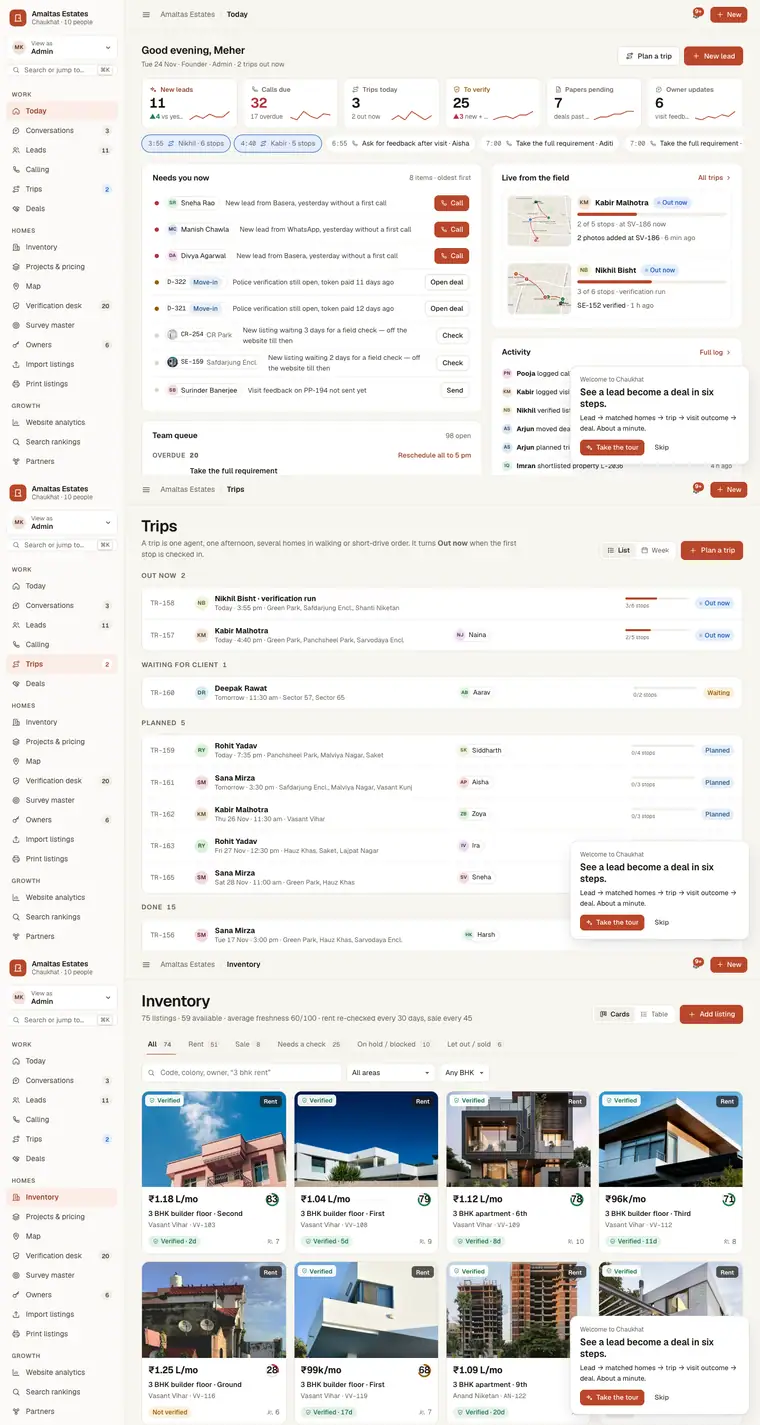 Amaltas Estates
Chaukhat · 10 people
Amaltas Estates / Today
9+
+ New
MK View as
Admin
Search or jump to... ⌘K
WORK
Today
Conversations 3
Leads 11
Calling
Trips 2
Deals
HOMES
Inventory
Projects & pricing
Map
Verification desk 20
Survey master
Owners 6
Import listings
Print listings
GROWTH
Website analytics
Search rankings
Partners
Good evening, Meher
Tue 24 Nov · Founder · Admin · 2 trips out now
Plan a trip
+ New lead
New leads
11
▲4 vs yes...
Calls due
32
17 overdue
Trips today
3
2 out now
To verify
25
▲3 new + ...
Papers pending
7
deals past ...
Owner updates
6
visit feedb...
3:55 Nikhil · 6 stops
4:40 Kabir · 5 stops
6:55 Ask for feedback after visit · Aisha
7:00 Take the full requirement · Aditi
7:00 Take the full requirement ·
Needs you now 8 items · oldest first
SR Sneha Rao New lead from Basera, yesterday without a first call Call
MC Manish Chawla New lead from WhatsApp, yesterday without a first call Call
DA Divya Agarwal New lead from Basera, yesterday without a first call Call
D-322 Move-in Police verification still open, token paid 11 days ago Open deal
D-321 Move-in Police verification still open, token paid 12 days ago Open deal
CR-254 CR Park New listing waiting 3 days for a field check — off the
website till then Check
SE-159 Safdarjung Encl. New listing waiting 2 days for a field check — off
the website till then Check
SB Surinder Banerjee Visit feedback on PP-194 not sent yet Send
Team queue 98 open
OVERDUE 20 Reschedule all to 5 pm
Take the full requirement
Live from the field All trips
KM Kabir Malhotra Out now
2 of 5 stops · at SV-186 now
2 photos added at SV-186 · 6 min ago
NB Nikhil Bisht Out now
3 of 6 stops · verification run
SE-152 verified · 1 h ago
Activity Full log
PN Pooja logged cal
KM Kabir logged visi
NB Nikhil verified lis
AS Arjun moved dea
AS Arjun planned tri
IQ Imran shortlisted property L-2036 4 h ago
Welcome to Chaukhat
See a lead become a deal in six
steps.
Lead → matched homes → trip → visit outcome →
deal. About a minute.
Take the tour
Skip
Amaltas Estates
Chaukhat · 10 people
Amaltas Estates / Trips
9+
+ New
MK View as
Admin
Search or jump to... ⌘K
WORK
Today
Conversations 3
Leads 11
Calling
Trips 2
Deals
HOMES
Inventory
Projects & pricing
Map
Verification desk 20
Survey master
Owners 6
Import listings
Print listings
GROWTH
Website analytics
Search rankings
Partners
Trips
A trip is one agent, one afternoon, several homes in walking or short-drive order. It turns Out now when the first
stop is checked in.
List
Week
+ Plan a trip
OUT NOW 2
TR-158 NB Nikhil Bisht · verification run 3/6 stops Out now
Today · 3:55 pm · Green Park, Safdarjung Encl., Shanti Niketan
TR-157 KM Kabir Malhotra NJ Naina 2/5 stops Out now
Today · 4:40 pm · Green Park, Panchsheel Park, Sarvodaya Encl.
WAITING FOR CLIENT 1
TR-160 DR Deepak Rawat AB Aarav 0/2 stops Waiting
Tomorrow · 11:30 am · Sector 57, Sector 65
PLANNED 5
TR-159 RY Rohit Yadav SK Siddharth 0/4 stops Planned
Today · 7:35 pm · Panchsheel Park, Malviya Nagar, Saket
TR-161 SM Sana Mirza AP Aisha 0/3 stops Planned
Tomorrow · 3:30 pm · Safdarjung Encl., Malviya Nagar, Vasant Kunj
TR-162 KM Kabir Malhotra ZB Zoya 0/3 stops Planned
Thu 26 Nov · 11:30 am · Vasant Vihar
TR-163 RY Rohit Yadav IV Ira
Fri 27 Nov · 12:30 pm · Hauz Khas, Saket, Lajpat Nagar
TR-165 SM Sana Mirza SV Sneha
Sat 28 Nov · 11:00 am · Green Park, Hauz Khas
DONE 15
TR-156 SM Sana Mirza HK Harsh
Tue 17 Nov · 3:00 pm · Green Park, Hauz Khas, Sarvodaya Encl.
Welcome to Chaukhat
See a lead become a deal in six
steps.
Lead → matched homes → trip → visit outcome →
deal. About a minute.
Take the tour
Skip
Amaltas Estates
Chaukhat · 10 people
Amaltas Estates / Inventory
9+
+ New
MK View as
Admin
Search or jump to... ⌘K
WORK
Today
Conversations 3
Leads 11
Calling
Trips 2
Deals
HOMES
Inventory
Projects & pricing
Map
Verification desk 20
Survey master
Owners 6
Import listings
Print listings
GROWTH
Website analytics
Search rankings
Partners
Inventory
75 listings · 59 available · average freshness 60/100 · rent re-checked every 30 days, sale every 45
Cards
Table
+ Add listing
All 74
Rent 51
Sale 8
Needs a check 25
On hold / blocked 10
Let out / sold 6
Code, colony, owner, "3 bhk rent"
All areas
Any BHK
Verified Rent
₹1.18 L/mo 83
3 BHK builder floor · Second
Vasant Vihar · VV-103
Verified · 2d 7
Verified Rent
₹1.04 L/mo 79
3 BHK builder floor · First
Vasant Vihar · VV-108
Verified · 5d 9
Verified Rent
₹1.12 L/mo 78
3 BHK apartment · 6th
Vasant Vihar · VV-109
Verified · 8d 10
Verified Rent
₹96k/mo 71
3 BHK builder floor · Third
Vasant Vihar · VV-112
Verified · 11d 8
Rent
₹1.25 L/mo 28
3 BHK builder floor · Ground
Vasant Vihar · VV-116
Not verified 6
Verified Rent
₹99k/mo 68
3 BHK builder floor · First
Vasant Vihar · VV-119
Verified · 17d 7
Verified Rent
₹1.09 L/mo
3 BHK apartment · 9th
Anand Niketan · AN-122
Verified · 20d
Verified Rent
Welcome to Chaukhat
See a lead become a deal in six
steps.
Lead → matched homes → trip → visit outcome →
deal. About a minute.
Take the tour
Skip